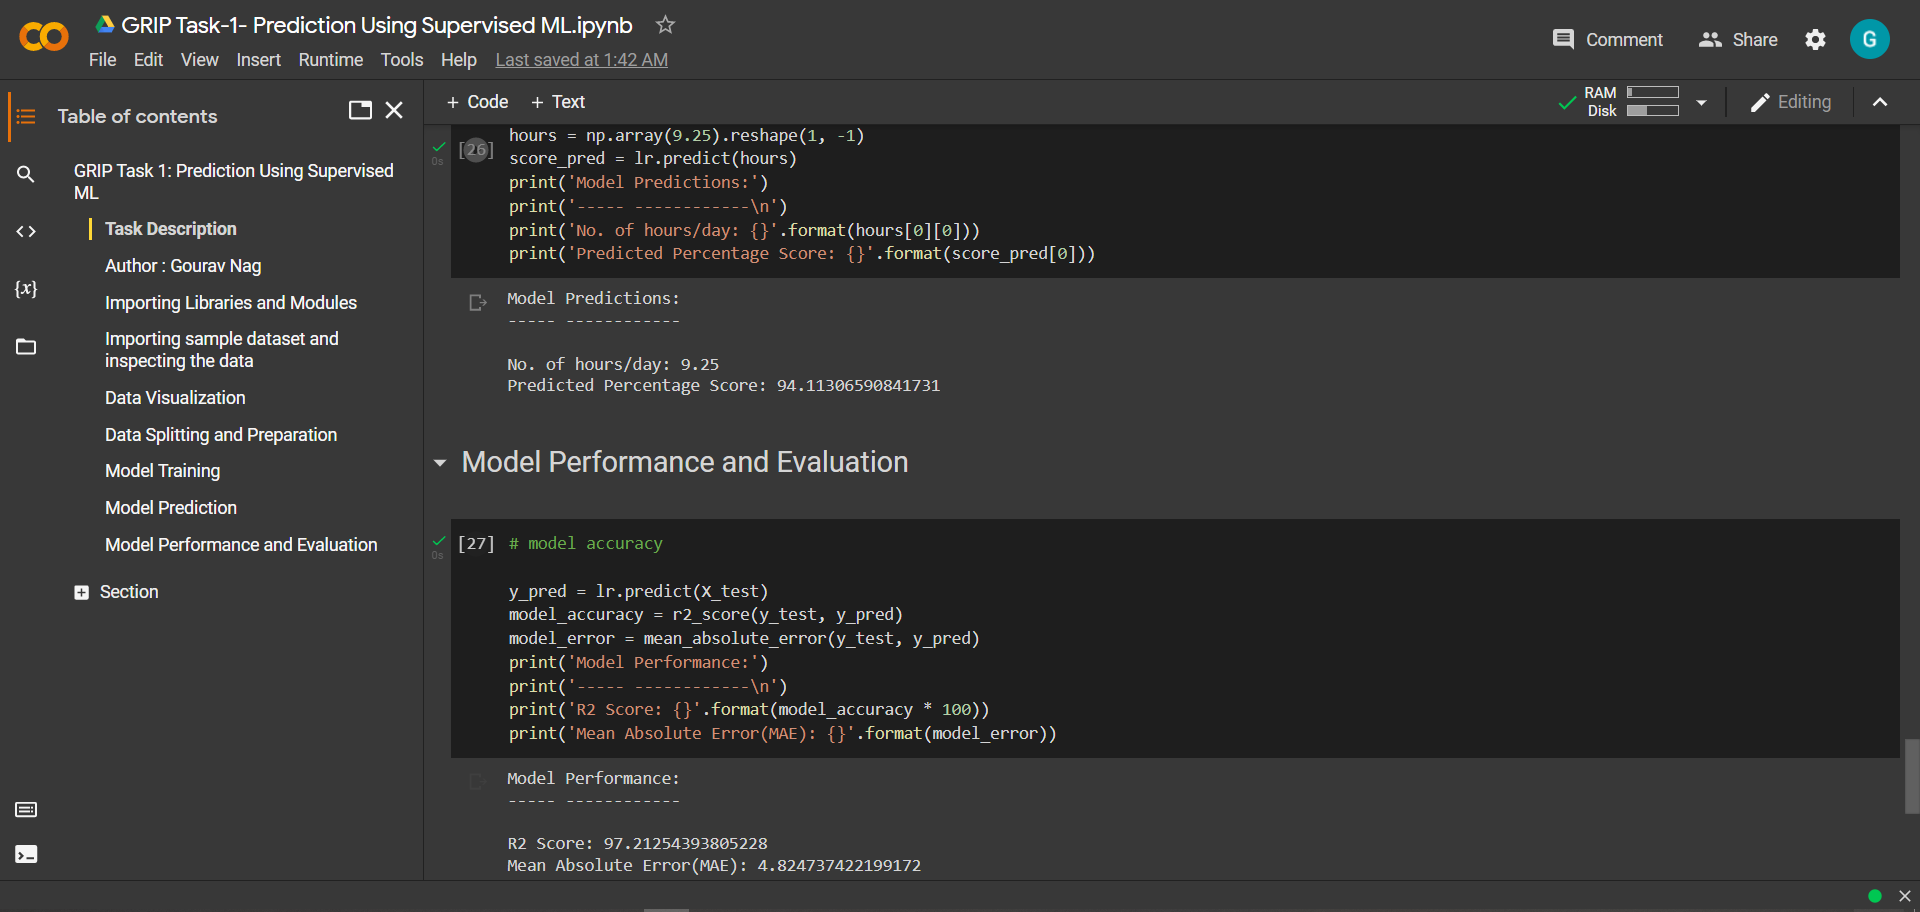 GRIP Task-1- Prediction Using Supervised ML.ipynb
File Edit View Insert Runtime Tools Help Last saved at 1:42 AM
Comment Share G
Table of contents
GRIP Task 1: Prediction Using Supervised
ML
Task Description
Author : Gourav Nag
Importing Libraries and Modules
Importing sample dataset and
inspecting the data
Data Visualization
Data Splitting and Preparation
Model Training
Model Prediction
Model Performance and Evaluation
Section
{x}
+ Code + Text
RAM
Disk
Editing
0s
[26]
hours = np.array(9.25).reshape(1, -1)
score_pred = lr.predict(hours)
print('Model Predictions:')
print('----- ------------\n')
print('No. of hours/day: {}'.format(hours[0][0]))
print('Predicted Percentage Score: {}'.format(score_pred[0]))
Model Predictions:
----- ------------
No. of hours/day: 9.25
Predicted Percentage Score: 94.11306590841731
Model Performance and Evaluation
0s
[27] # model accuracy
y_pred = lr.predict(X_test)
model_accuracy = r2_score(y_test, y_pred)
model_error = mean_absolute_error(y_test, y_pred)
print('Model Performance:')
print('----- ------------\n')
print('R2 Score: {}'.format(model_accuracy * 100))
print('Mean Absolute Error(MAE): {}'.format(model_error))
Model Performance:
----- ------------
R2 Score: 97.21254393805228
Mean Absolute Error(MAE): 4.824737422199172